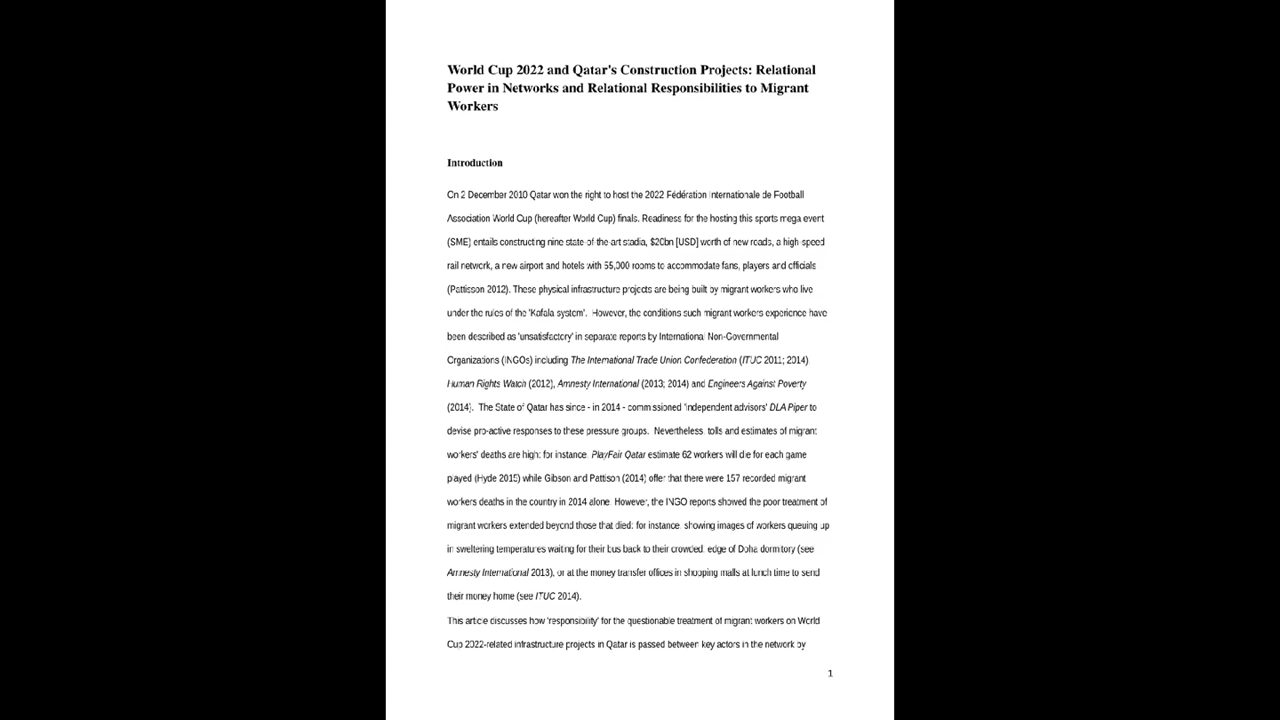 World Cup 2022 and Qatar's Construction Projects: Relational
Power in Networks and Relational Responsibilities to Migrant
Workers
Introduction
On 2 December 2010 Qatar won the right to host the 2022 Fédération Internationale de Football
Association World Cup (hereafter World Cup) finals. Readiness for the hosting this sports mega event
(SME) entails constructing nine state-of-the art stadia, $20bn [USD] worth of new roads, a high-speed
rail network, a new airport and hotels with 55,000 rooms to accommodate fans, players and officials
(Pattisson 2012). These physical infrastructure projects are being built by migrant workers who live
under the rules of the 'Kafala system'. However, the conditions such migrant workers experience have
been described as 'unsatisfactory' in separate reports by International Non-Governmental
Organizations (INGOs) including The International Trade Union Confederation (ITUC 2011; 2014),
Human Rights Watch (2012), Amnesty International (2013; 2014) and Engineers Against Poverty
(2014). The State of Qatar has since - in 2014 - commissioned 'independent advisors' DLA Piper to
devise pro-active responses to these pressure groups. Nevertheless, tolls and estimates of migrant
workers' deaths are high: for instance, PlayFair Qatar estimate 62 workers will die for each game
played (Hyde 2015) while Gibson and Pattison (2014) offer that there were 157 recorded migrant
workers deaths in the country in 2014 alone. However, the INGO reports showed the poor treatment of
migrant workers extended beyond those that died; for instance, showing images of workers queuing up
in sweltering temperatures waiting for their bus back to their crowded, edge of Doha dormitory (see
Amnesty International 2013), or at the money transfer offices in shopping malls at lunch time to send
their money home (see ITUC 2014).
This article discusses how 'responsibility' for the questionable treatment of migrant workers on World
Cup 2022-related infrastructure projects in Qatar is passed between key actors in the network by
1